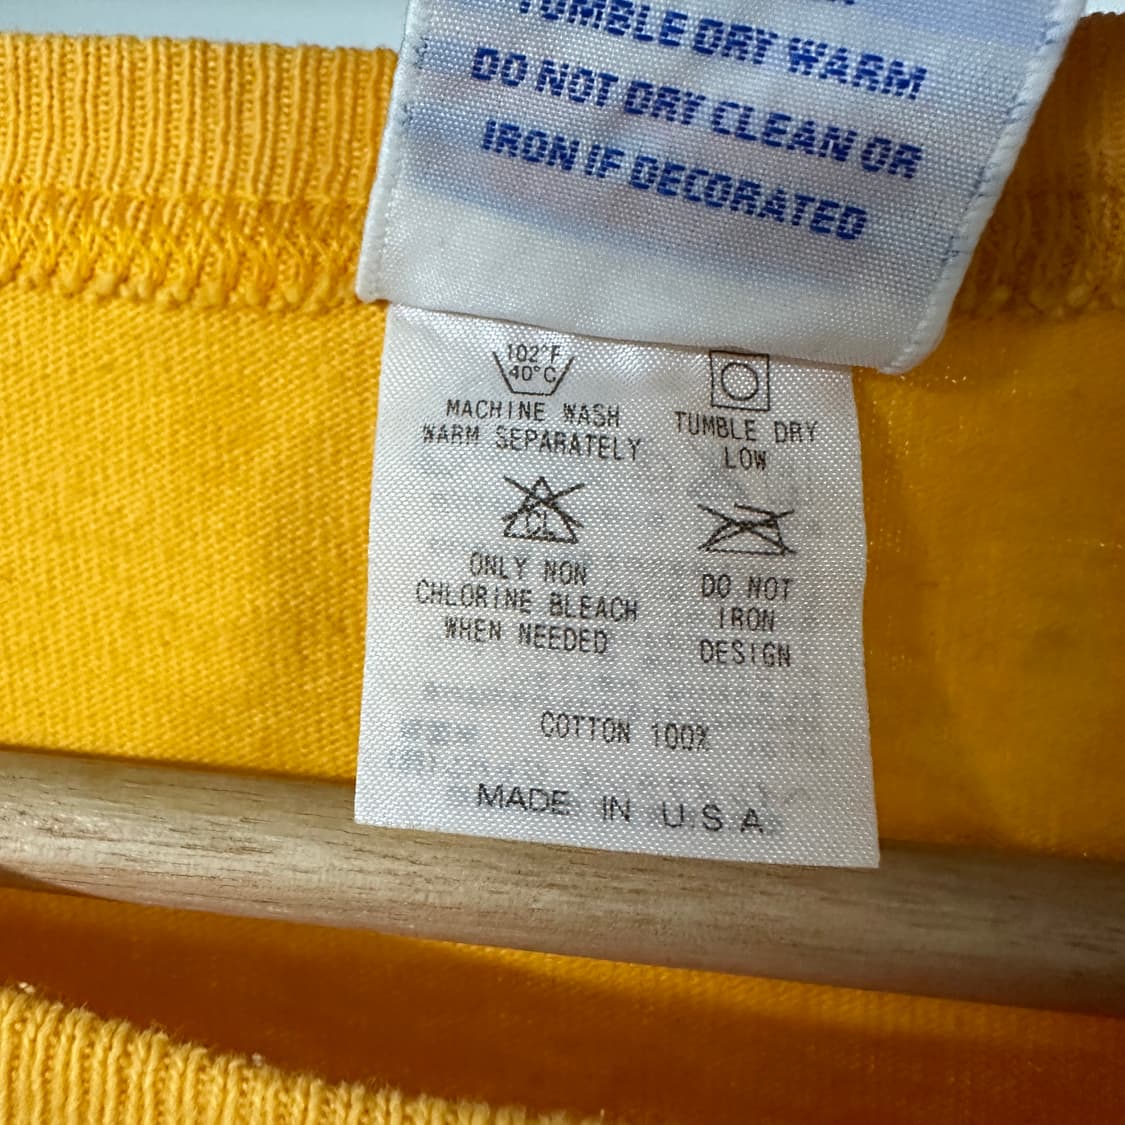 TUMBLE DRY WARM
DO NOT DRY CLEAN OR
IRON IF DECORATED
102°F
40°C
MACHINE WASH
WARM SEPARATELY
TUMBLE DRY
LOW
CL
ONLY NON
CHLORINE BLEACH
WHEN NEEDED
DO NOT
IRON
DESIGN
COTTON 100%
MADE IN U.S.A.